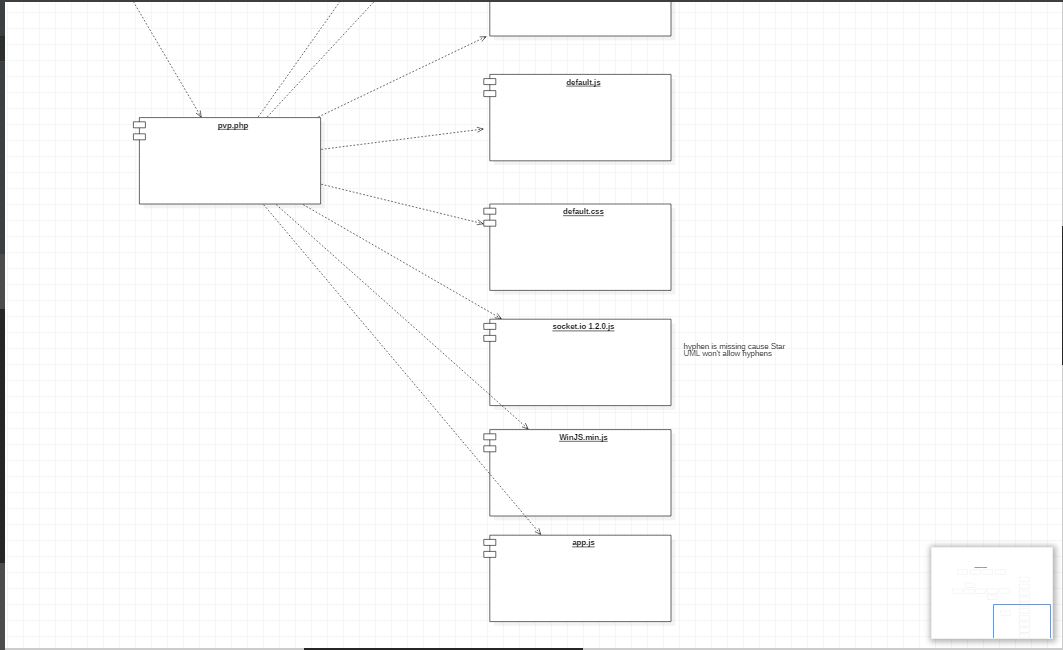 default.js
pvp.php
default.css
socket.io 1.2.0.js
hyphen is missing cause Star
UML won't allow hyphens
WinJS.min.js
app.js